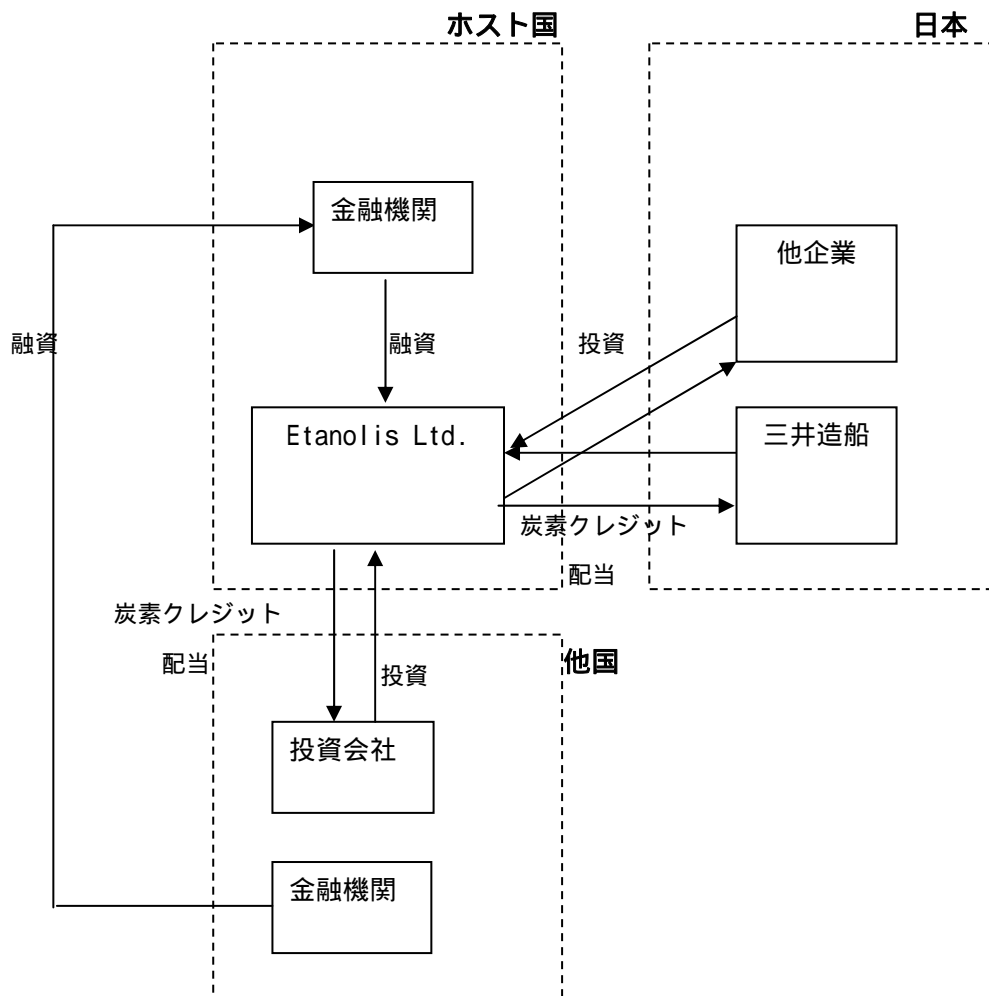 ホスト国
日本
金融機関
他企業
融資
融資
投資
Etanolis Ltd.
三井造船
炭素クレジット
配当
炭素クレジット
配当
投資
他国
投資会社
金融機関